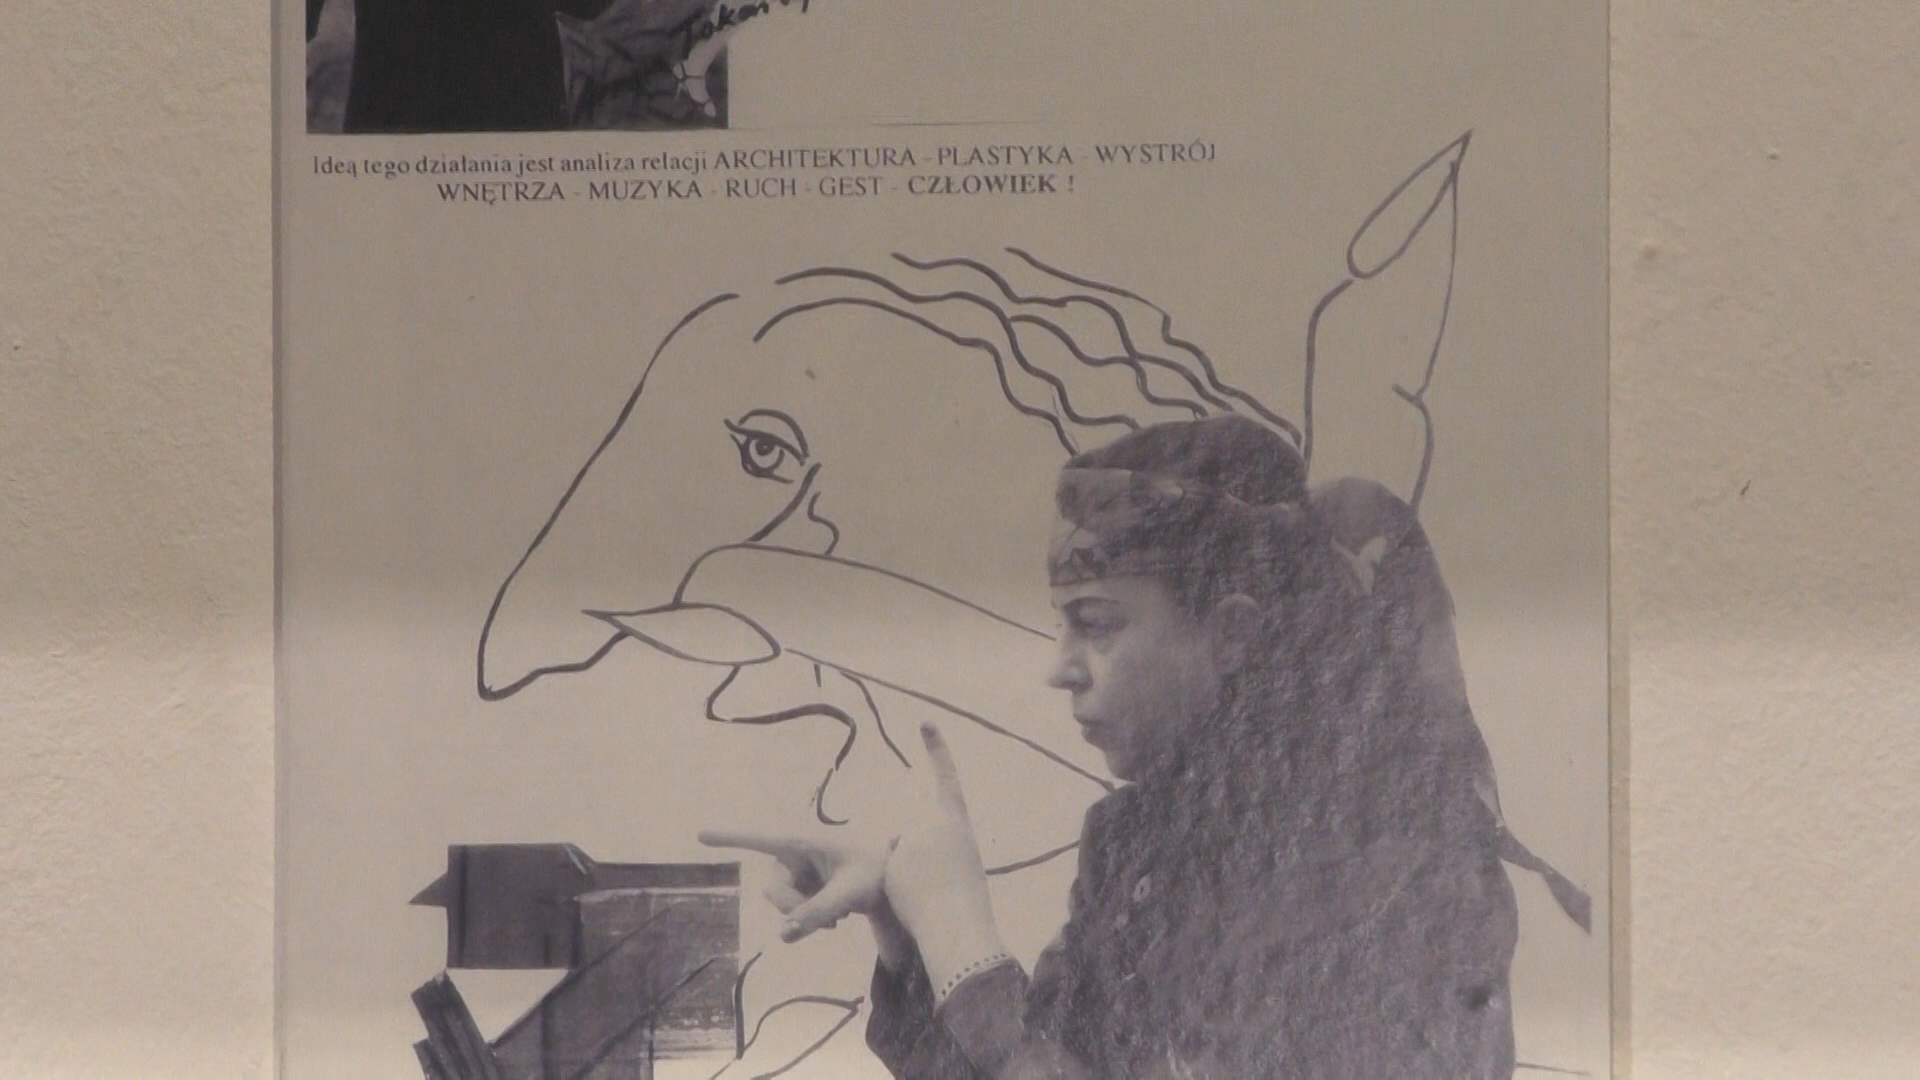 Ideą tego działania jest analiza relacji ARCHITEKTURA - PLASTYKA - WYSTRÓJ
WNĘTRZA - MUZYKA - RUCH - GEST - CZŁOWIEK !